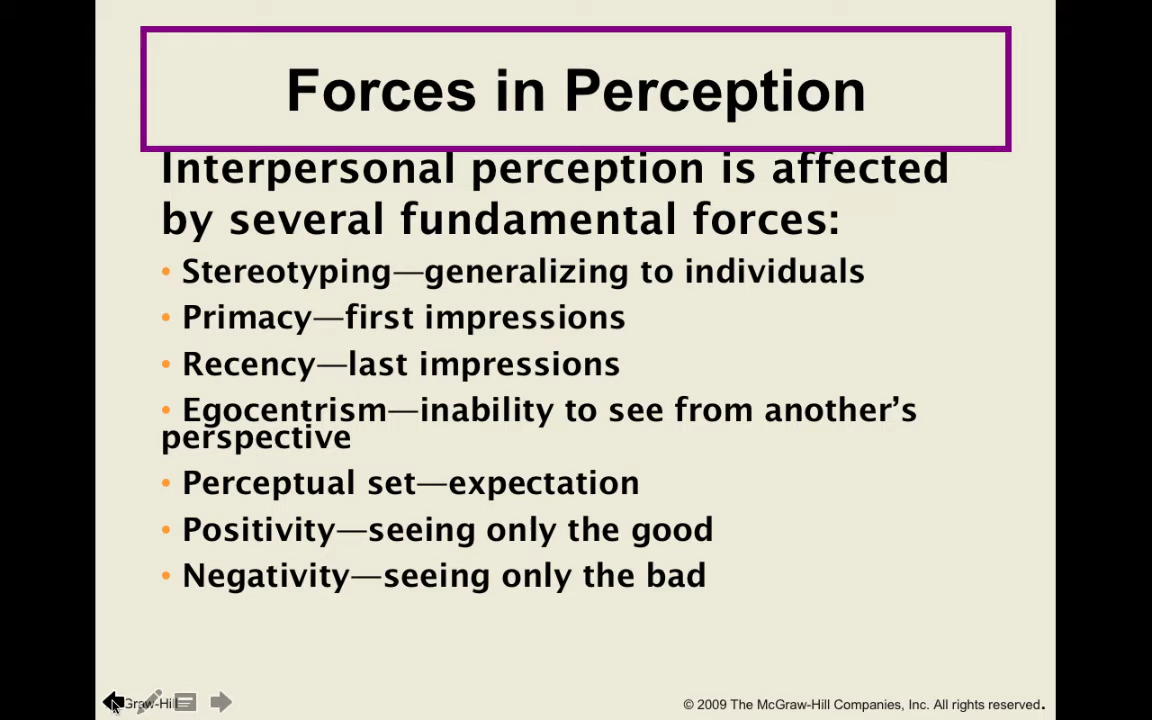 Forces in Perception
Interpersonal perception is affected
by several fundamental forces:
• Stereotyping—generalizing to individuals
• Primacy—first impressions
• Recency—last impressions
• Egocentrism—inability to see from another’s
perspective
• Perceptual set—expectation
• Positivity—seeing only the good
• Negativity—seeing only the bad
© 2009 The McGraw-Hill Companies, Inc. All rights reserved.